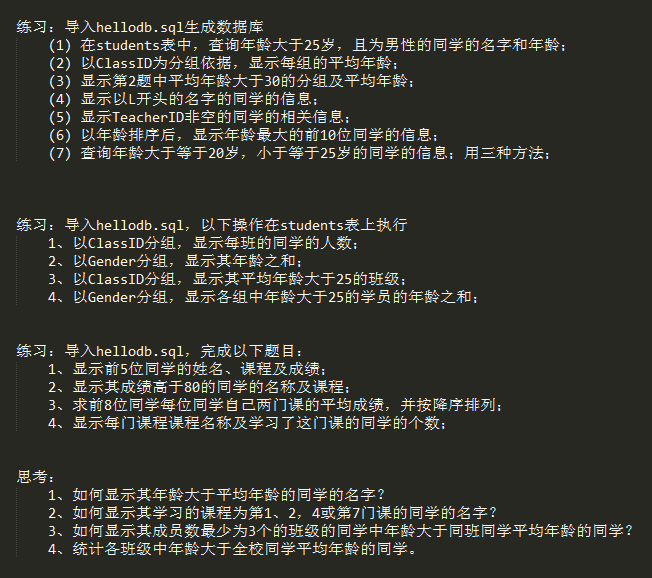 练习：导入hellodb.sql生成数据库
(1) 在students表中，查询年龄大于25岁，且为男性的同学的名字和年龄；
(2) 以ClassID为分组依据，显示每组的平均年龄；
(3) 显示第2题中平均年龄大于30的分组及平均年龄；
(4) 显示以L开头的名字的同学的信息；
(5) 显示TeacherID非空的同学的相关信息；
(6) 以年龄排序后，显示年龄最大的前10位同学的信息；
(7) 查询年龄大于等于20岁，小于等于25岁的同学的信息；用三种方法；
练习：导入hellodb.sql，以下操作在students表上执行
1、以ClassID分组，显示每班的同学的人数；
2、以Gender分组，显示其年龄之和；
3、以ClassID分组，显示其平均年龄大于25的班级；
4、以Gender分组，显示各组中年龄大于25的学员的年龄之和；
练习：导入hellodb.sql，完成以下题目：
1、显示前5位同学的姓名、课程及成绩；
2、显示其成绩高于80的同学的名称及课程；
3、求前8位同学每位同学自己两门课的平均成绩，并按降序排列；
4、显示每门课程课程名称及学习了这门课的同学的个数；
思考：
1、如何显示其年龄大于平均年龄的同学的名字？
2、如何显示其学习的课程为第1、2，4或第7门课的同学的名字？
3、如何显示其成员数最少为3个的班级的同学中年龄大于同班同学平均年龄的同学？
4、统计各班级中年龄大于全校同学平均年龄的同学。